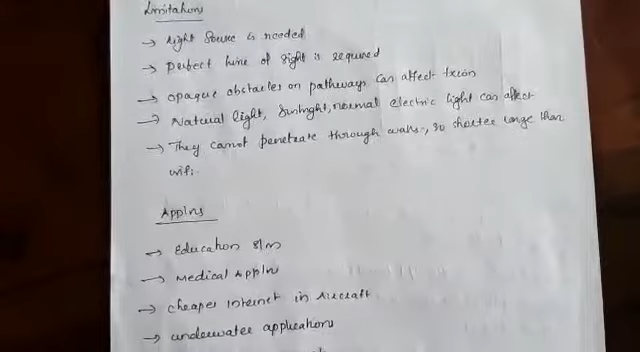 Limitations
→ Light source is needed
→ perfect line of sight is required
→ opaque obstacles on pathways can affect txion
→ Natural light, sunlight, normal electric light can affect
→ They cannot penetrate through walls, so shorter range than
wifi
Applns
→ Education s/m
→ Medical Applns
→ cheaper internet in Aircraft
→ underwater applications